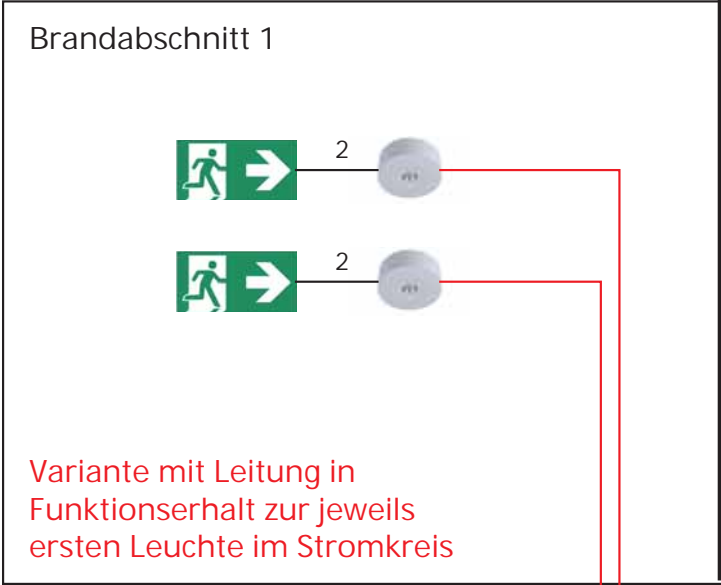 Brandabschnitt 1
2
2
Variante mit Leitung in
Funktionserhalt zur jeweils
ersten Leuchte im Stromkreis